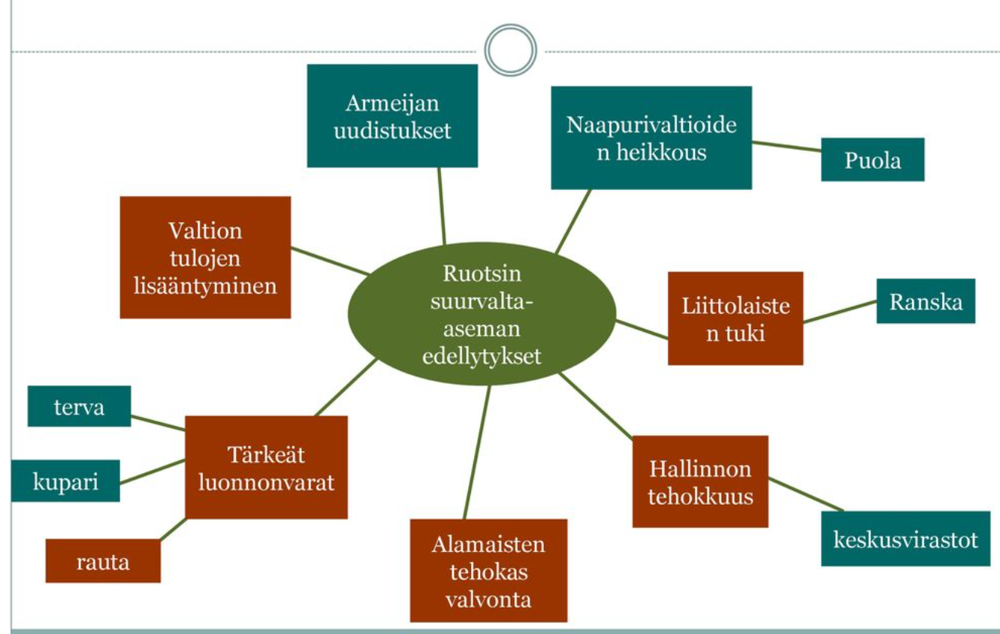 Armeijan
uudistukset
Naapurivaltioide
n heikkous
Puola
Valtion
tulojen
lisääntyminen
Ruotsin
suurvalta-
aseman
edellytykset
Liittolaiste
n tuki
Ranska
terva
kupari
rauta
Tärkeät
luonnonvarat
Alamaisten
tehokas
valvonta
Hallinnon
tehokkuus
keskusvirastot